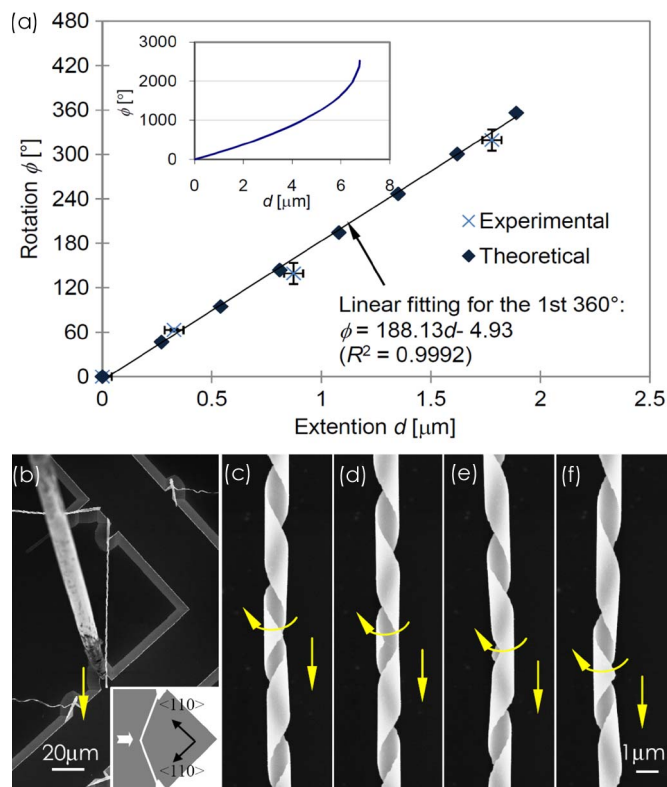 (a)
480
420
360
300
240
180
120
60
0
Rotation ϕ [°]
3000
2000
1000
0
ϕ [°]
0 2 4 6 8
d [μm]
Experimental
Theoretical
Linear fitting for the 1st 360°:
ϕ = 188.13d- 4.93
(R² = 0.9992)
0 0.5 1 1.5 2 2.5
Extention d [μm]
(b)
20μm
<110>
<110>
(c)
(d)
(e)
(f)
1μm